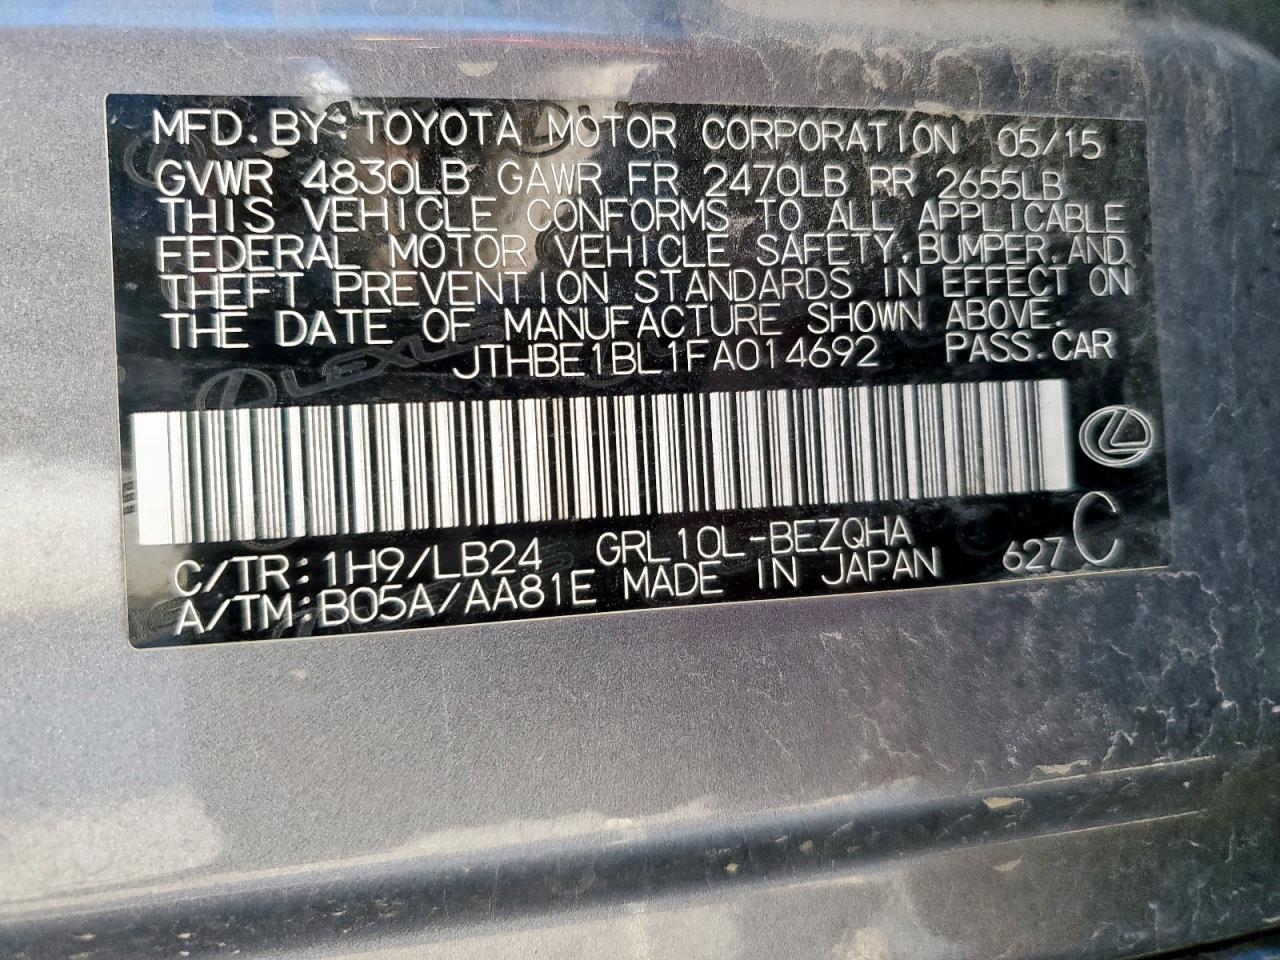 MFD.BY:TOYOTA MOTOR CORPORATION 05/15
GVWR 4830LB GAWR FR 2470LB RR 2655LB
THIS VEHICLE CONFORMS TO ALL APPLICABLE
FEDERAL MOTOR VEHICLE SAFETY,BUMPER,AND
THEFT PREVENTION STANDARDS IN EFFECT ON
THE DATE OF MANUFACTURE SHOWN ABOVE.
JTHBE1BL1FA014692 PASS.CAR
LEXUS
C/TR:1H9/LB24 GRL10L-BEZQHA
A/TM:B05A/AA81E MADE IN JAPAN 627 C